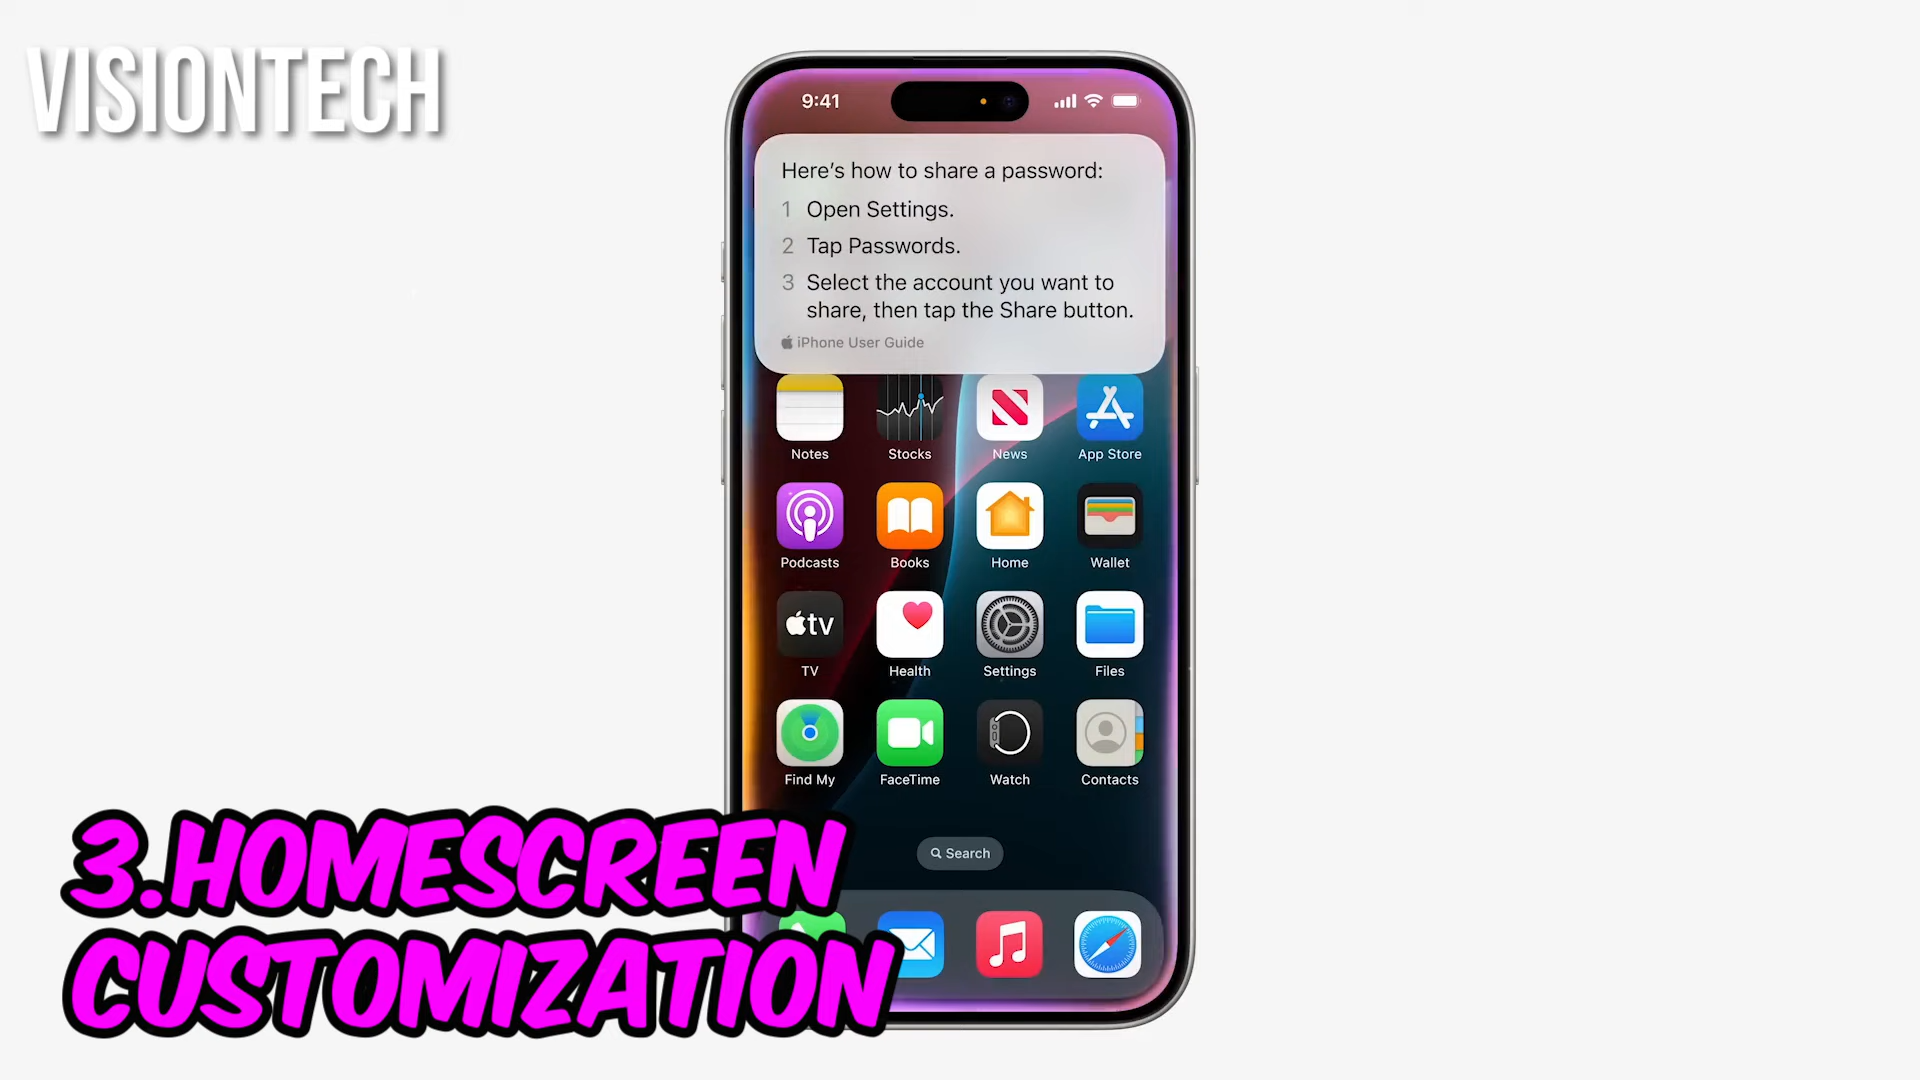 VISIONTECH
9:41
Here's how to share a password:
1 Open Settings.
2 Tap Passwords.
3 Select the account you want to
share, then tap the Share button.
iPhone User Guide
Notes Stocks News App Store
Podcasts Books Home Wallet
tv
TV Health Settings Files
Find My FaceTime Watch Contacts
Search
3.HOMESCREEN
CUSTOMIZATION